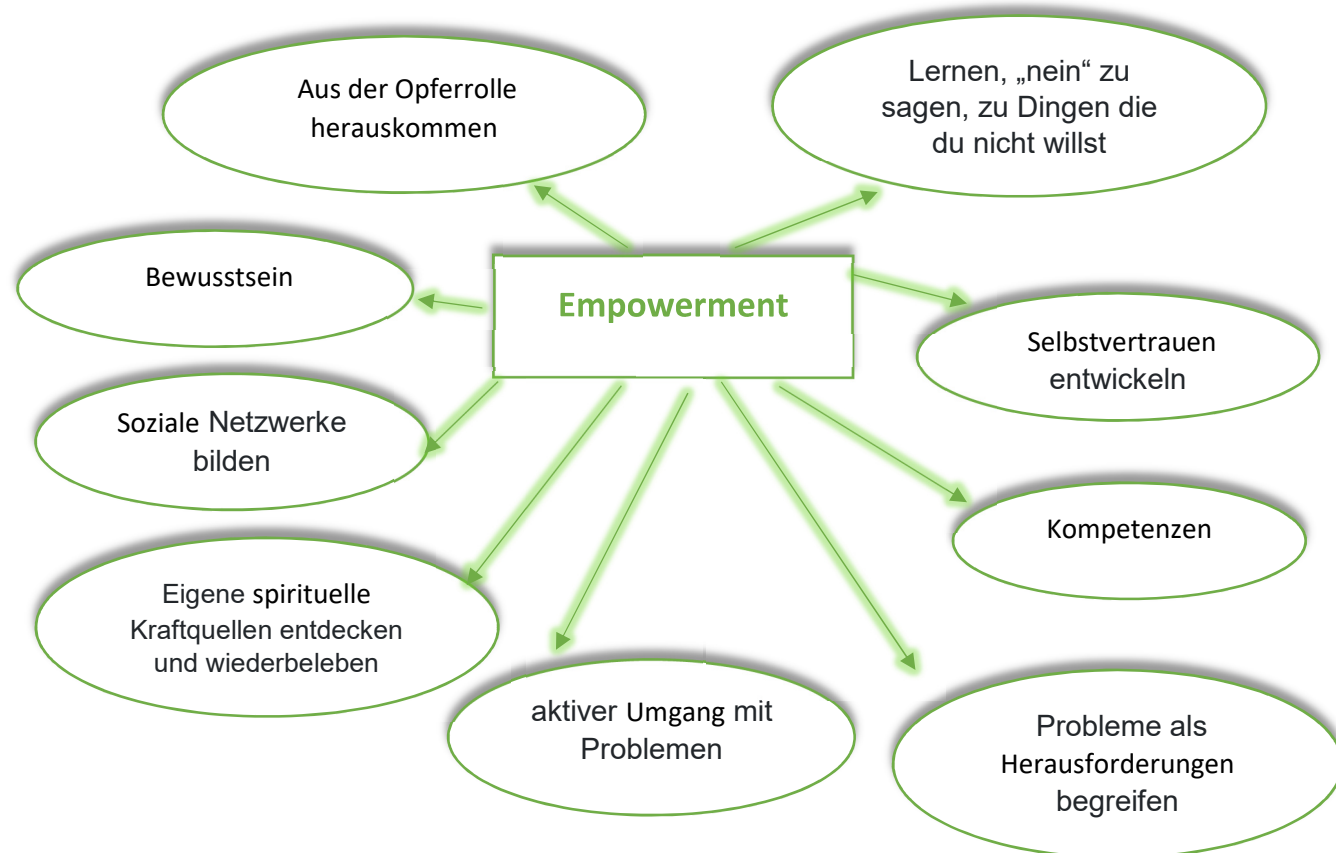 Aus der Opferrolle
herauskommen
Lernen, „nein“ zu
sagen, zu Dingen die
du nicht willst
Bewusstsein
Empowerment
Selbstvertrauen
entwickeln
Soziale Netzwerke
bilden
Kompetenzen
Eigene spirituelle
Kraftquellen entdecken
und wiederbeleben
aktiver Umgang mit
Problemen
Probleme als
Herausforderungen
begreifen